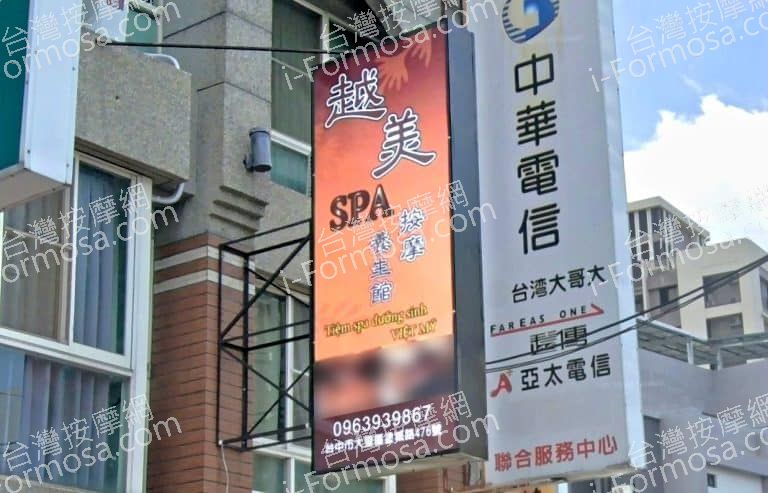 越美
SPA
按摩
養生館
Tiệm spa dưỡng sinh
VIỆT MỸ
0963939867
中華電信
台湾大哥大
FAREAS ONE
遠傳
亞太電信
聯合服務中心
台灣按摩網
i-Formosa.com